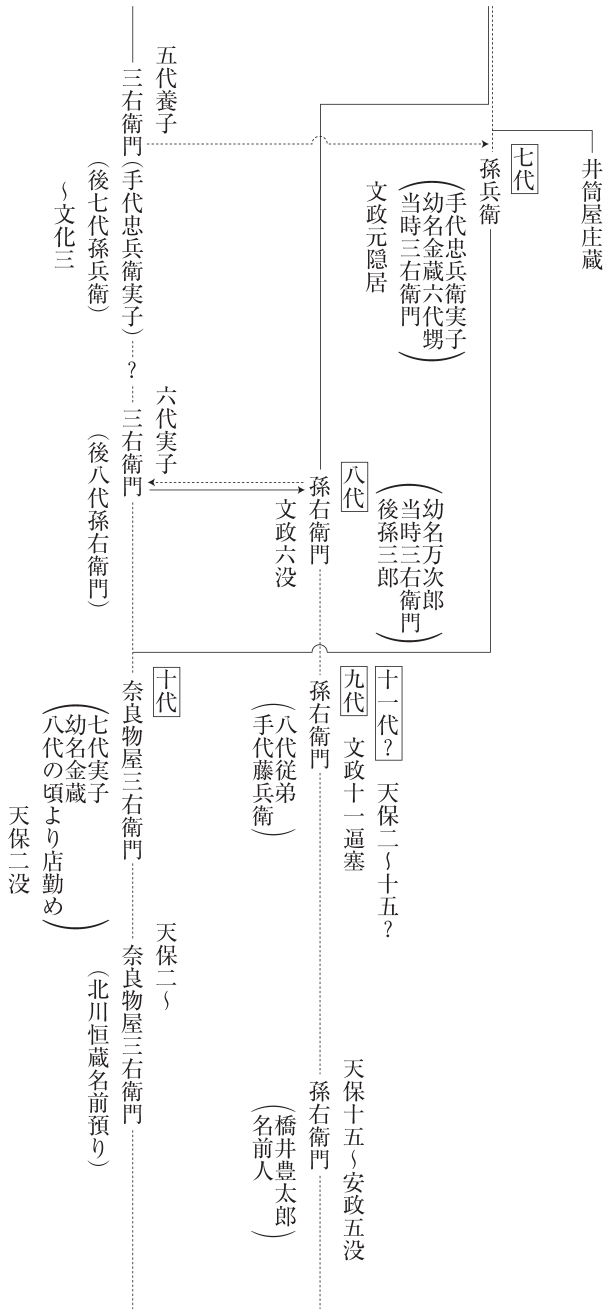 井筒屋庄蔵
七代
孫兵衛
(手代忠兵衛実子
幼名金蔵六代甥
当時三右衛門)
文政元隠居
十一代？　天保二～十五？
幼名万次郎
(当時三右衛門
後孫三郎)
八代
孫右衛門
文政六没
九代　文政十一逼塞
孫右衛門
(八代従弟
手代藤兵衛)
天保十五～安政五没
孫右衛門
(橋井豊太郎
名前人)
五代養子
三右衛門(手代忠兵衛実子)
(後七代孫兵衛)
～文化三
？
六代実子
三右衛門
(後八代孫右衛門)
十代
奈良物屋三右衛門
(七代実子
幼名金蔵
八代の頃より店勤め)
天保二没
天保二～
奈良物屋三右衛門
(北川恒蔵名前預り)